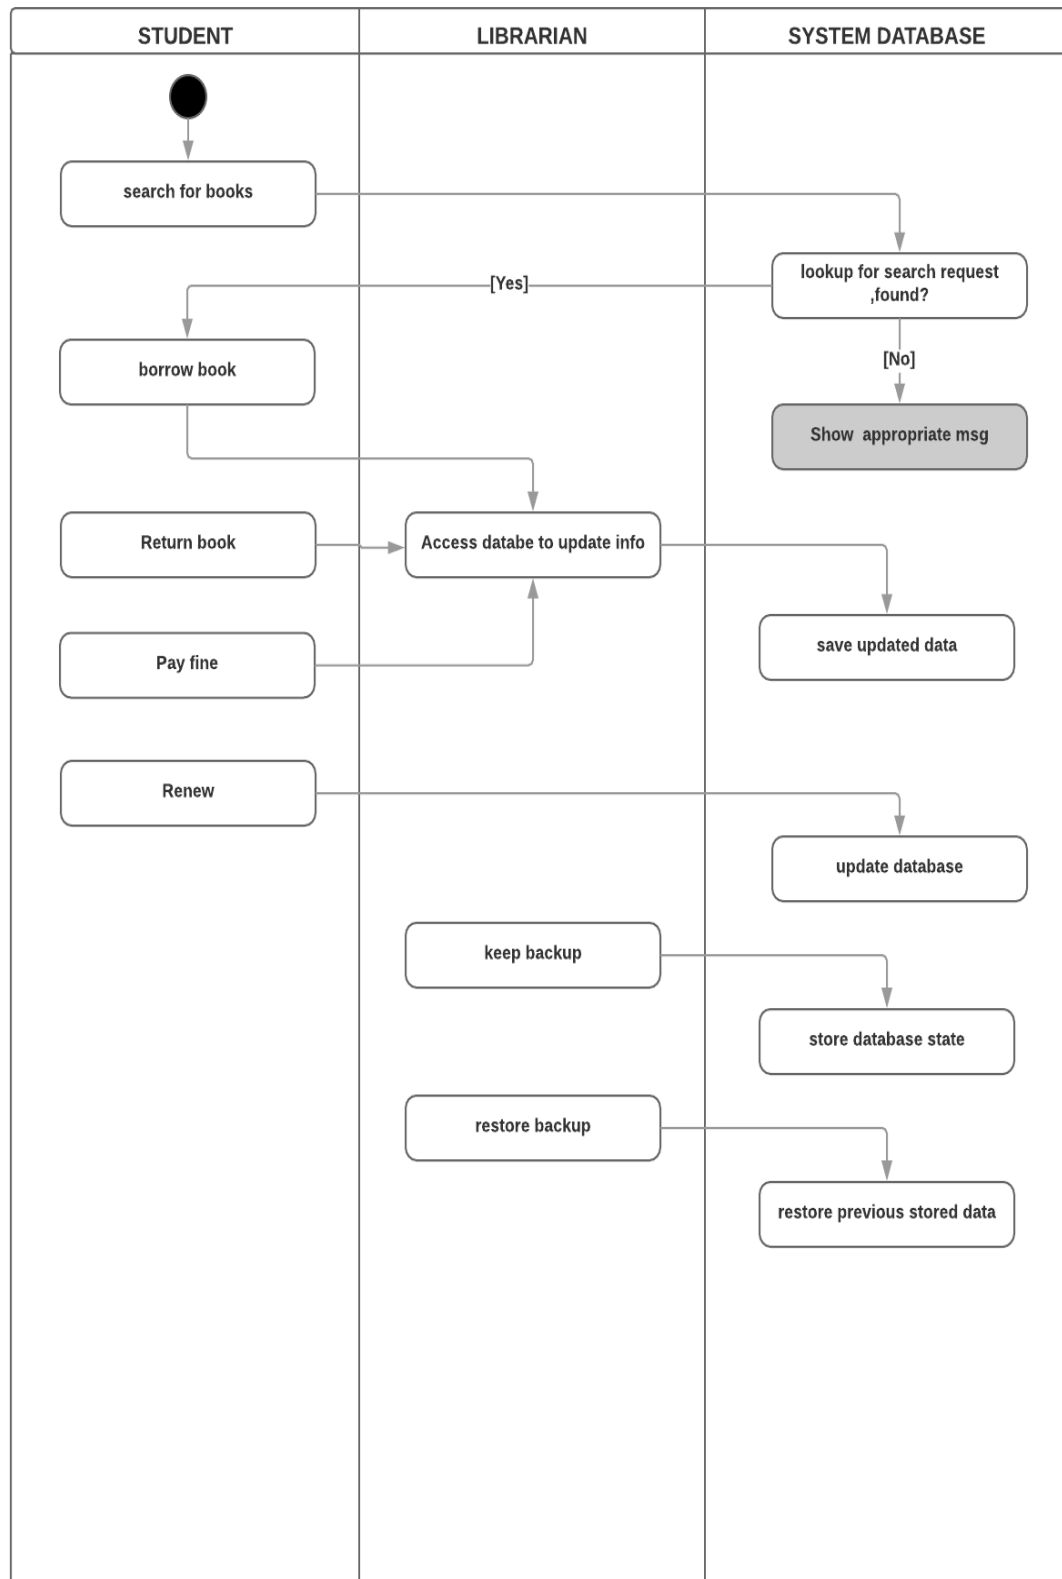 STUDENT
LIBRARIAN
SYSTEM DATABASE
search for books
lookup for search request
,found?
[Yes]
borrow book
[No]
Show  appropriate msg
Return book
Access databe to update info
save updated data
Pay fine
Renew
update database
keep backup
store database state
restore backup
restore previous stored data